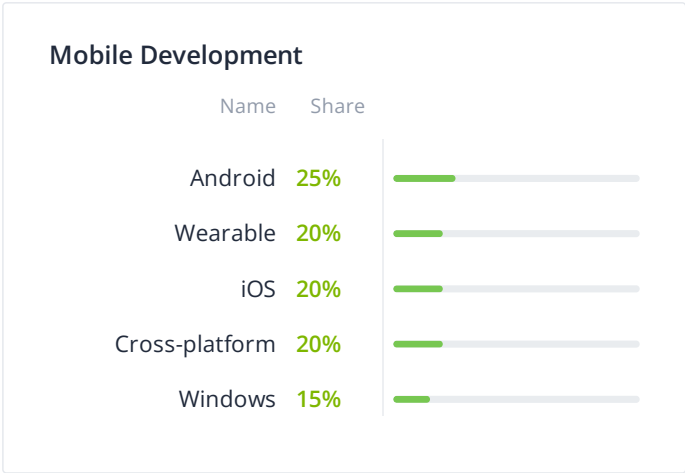 Mobile Development
Name Share
Android 25%
Wearable 20%
iOS 20%
Cross-platform 20%
Windows 15%